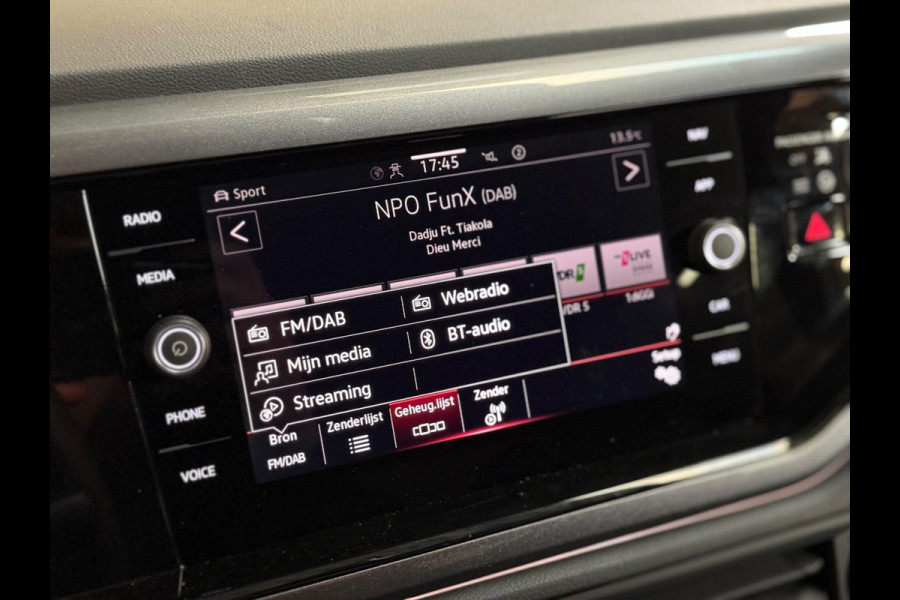 17:45
13.5°C
Sport
NPO FunX (DAB)
Dadju Ft. Tiakola
Dieu Merci
RADIO
MEDIA
PHONE
VOICE
NAV
APP
CAR
MENU
LIVE
FM/DAB
Webradio
Mijn media
BT-audio
Streaming
Setup
Bron
FM/DAB
Zenderlijst
Geheug.lijst
Zender